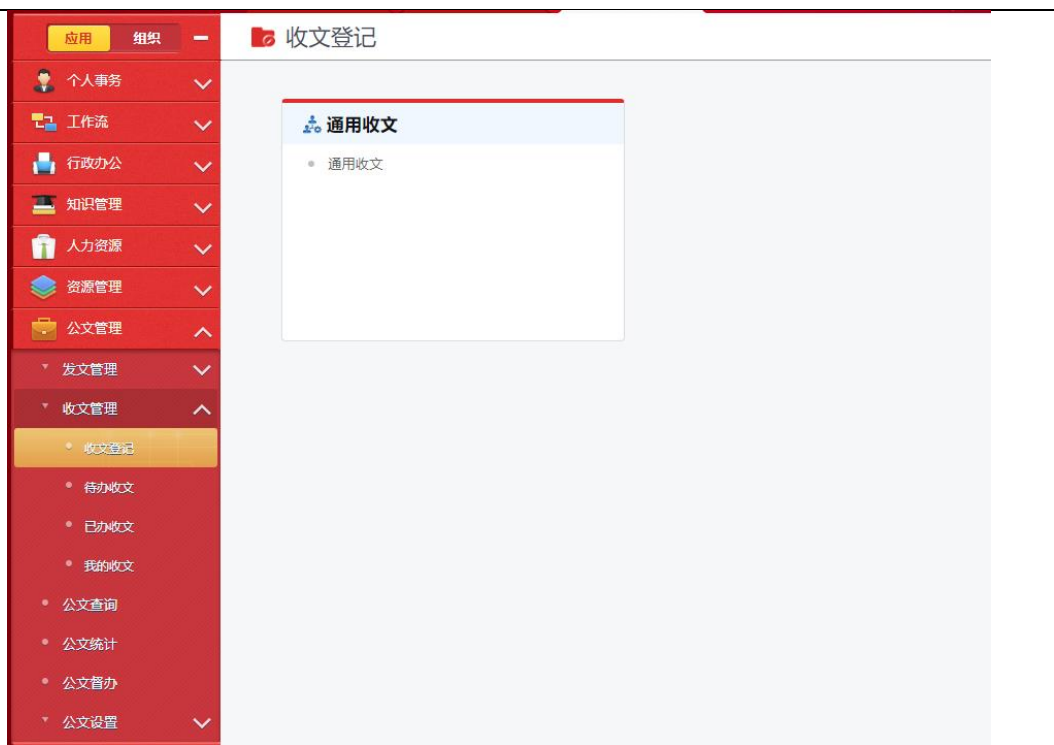 应用 组织
收文登记
个人事务
工作流
行政办公
知识管理
人力资源
资源管理
公文管理
发文管理
收文管理
收文登记
待办收文
已办收文
我的收文
公文查询
公文统计
公文督办
公文设置
通用收文
通用收文